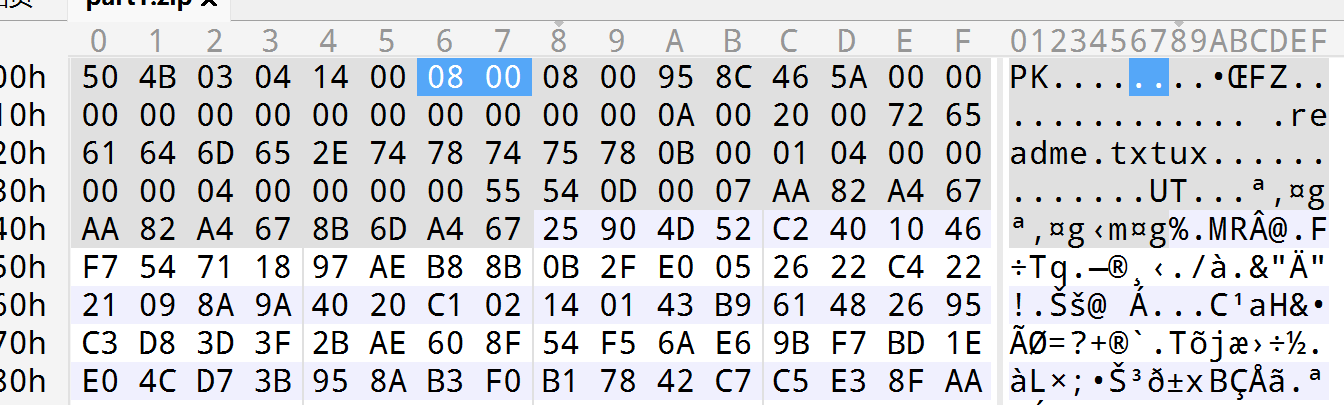 part1.zip ×
0 1 2 3 4 5 6 7 8 9 A B C D E F 0123456789ABCDEF
00h 50 4B 03 04 14 00 08 00 08 00 95 8C 46 5A 00 00 PK........•ŒFZ..
10h 00 00 00 00 00 00 00 00 00 00 0A 00 20 00 72 65 ............ .re
20h 61 64 6D 65 2E 74 78 74 75 78 0B 00 01 04 00 00 adme.txtux......
30h 00 00 04 00 00 00 00 55 54 0D 00 07 AA 82 A4 67 .......UT...ª‚¤g
40h AA 82 A4 67 8B 6D A4 67 25 90 4D 52 C2 40 10 46 ª‚¤g‹m¤g%.MRÂ@.F
50h F7 54 71 18 97 AE B8 8B 0B 2F E0 05 26 22 C4 22 ÷Tq.—®¸‹./à.&"Ä"
60h 21 09 8A 9A 40 20 C1 02 14 01 43 B9 61 48 26 95 !.Šš@ Á...C¹aH&•
70h C3 D8 3D 3F 2B AE 60 8F 54 F5 6A E6 9B F7 BD 1E ÃØ=?+®`.Tõjæ›÷½.
80h E0 4C D7 3B 95 8A B3 F0 B1 78 42 C7 C5 E3 8F AA àL×;•Š³ð±xBÇÅã.ª